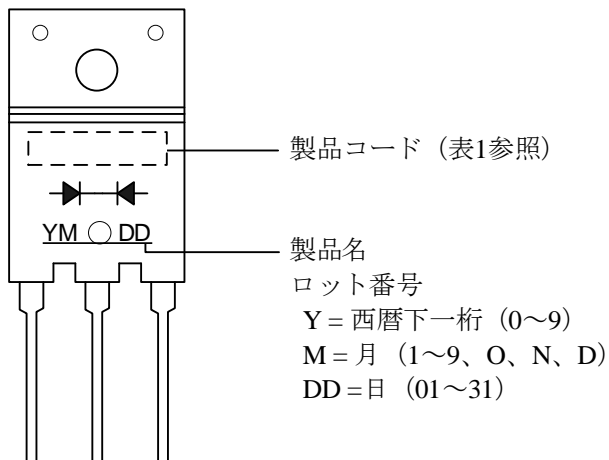 製品コード（表1参照）
YM DD
製品名
ロット番号
Y = 西暦下一桁（0～9）
M = 月（1～9、O、N、D）
DD =日（01～31）